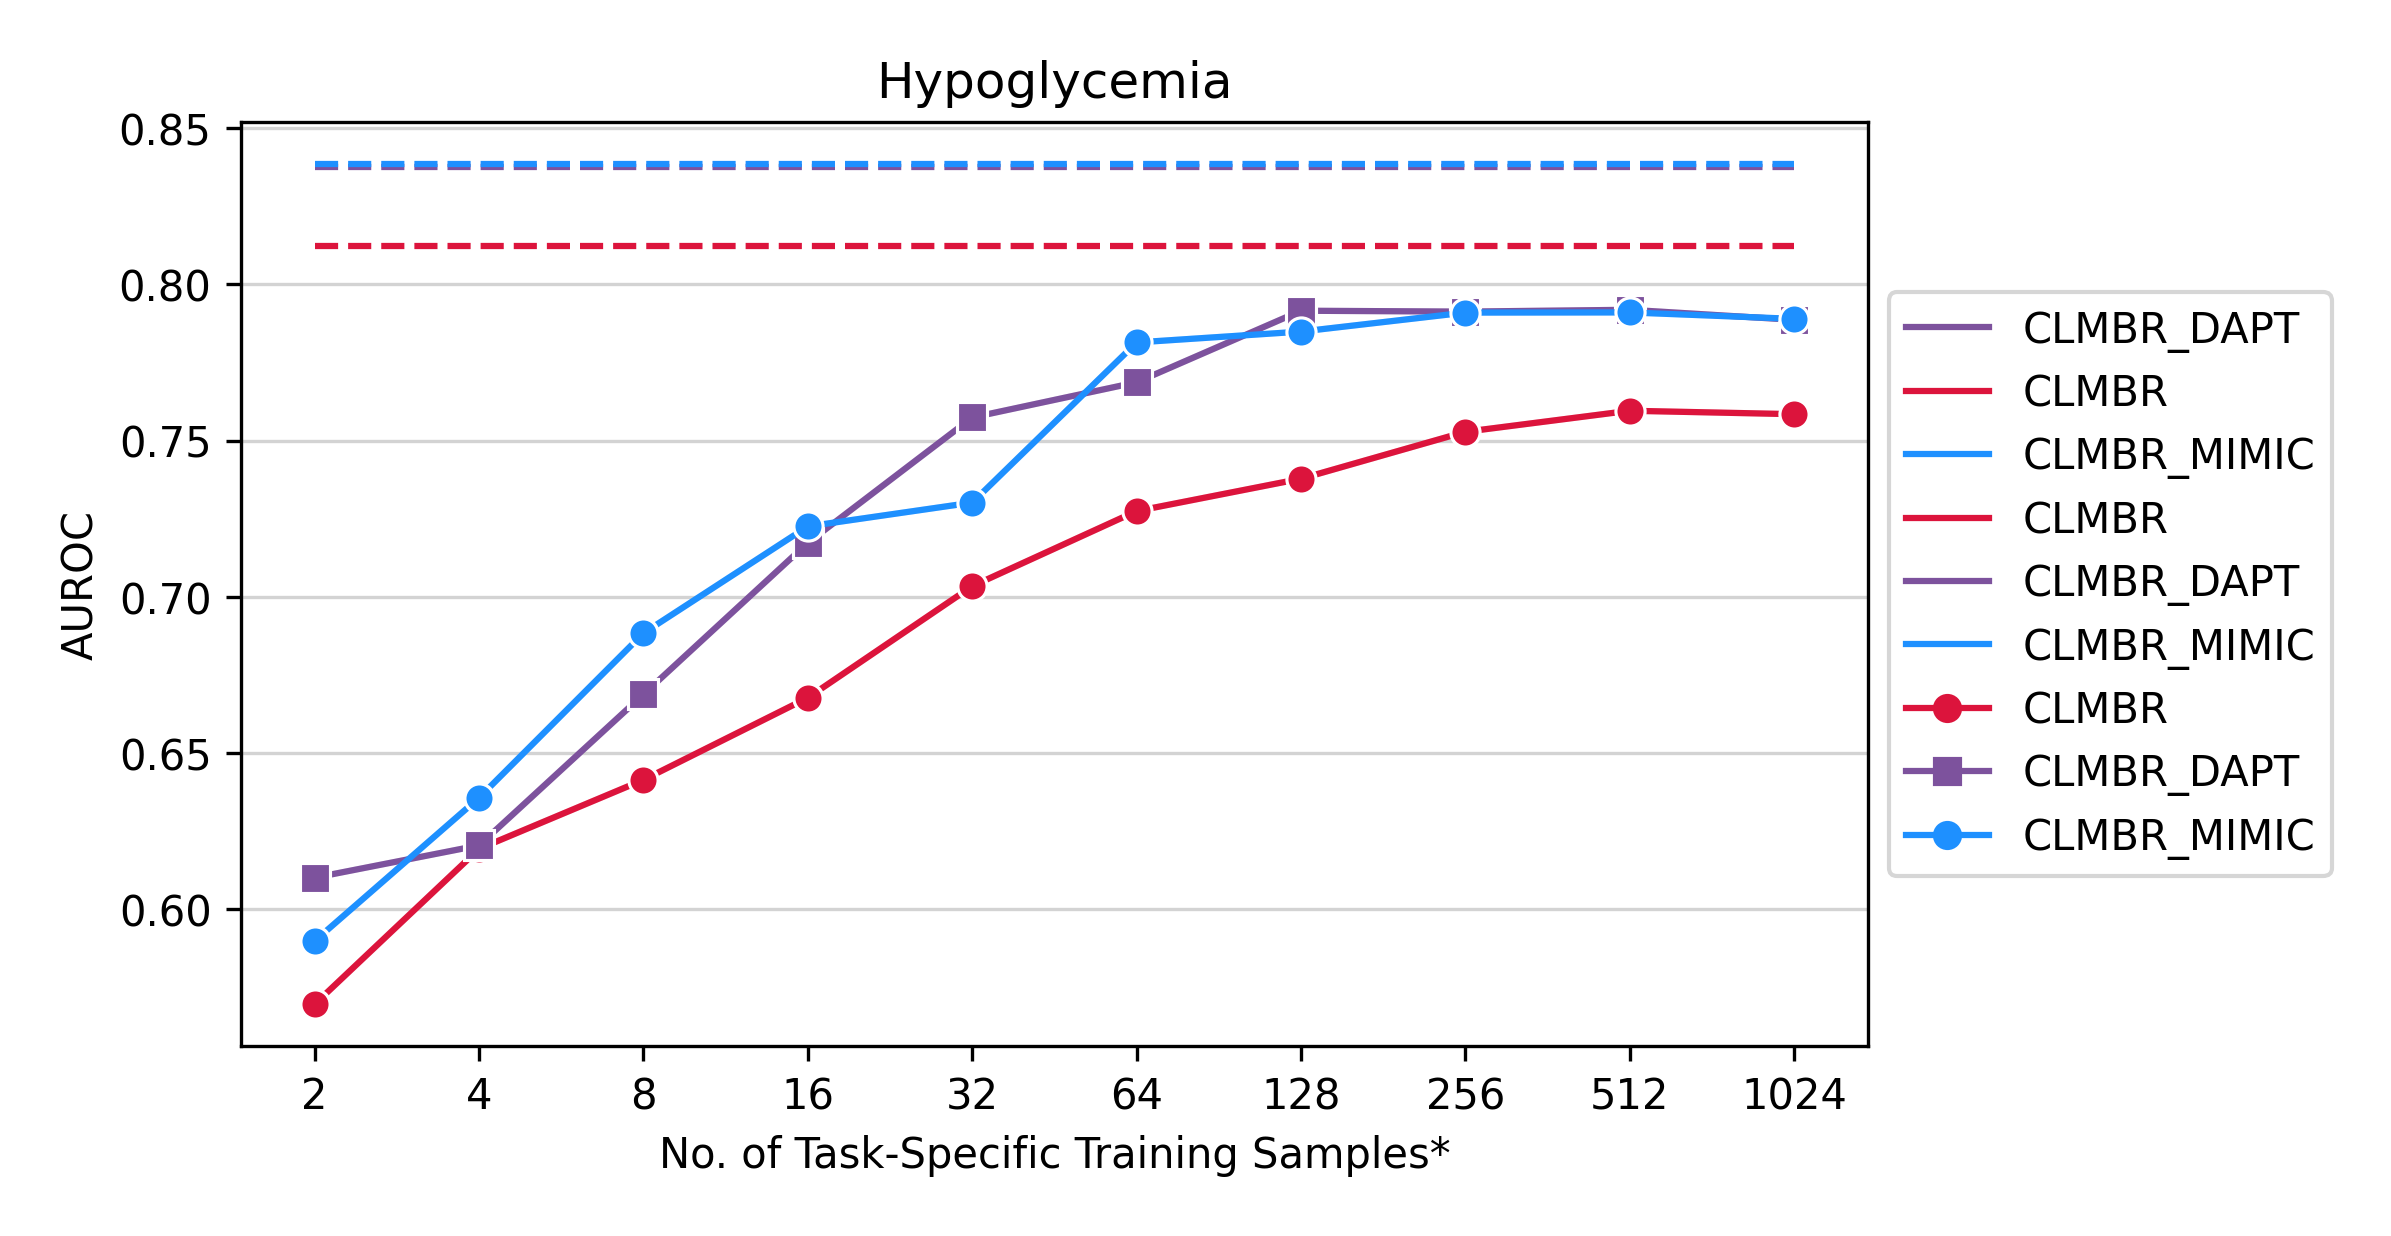 Hypoglycemia
0.85
0.80
0.75
0.70
0.65
0.60
AUROC
2 4 8 16 32 64 128 256 512 1024
No. of Task-Specific Training Samples*
CLMBR_DAPT
CLMBR
CLMBR_MIMIC
CLMBR
CLMBR_DAPT
CLMBR_MIMIC
CLMBR
CLMBR_DAPT
CLMBR_MIMIC